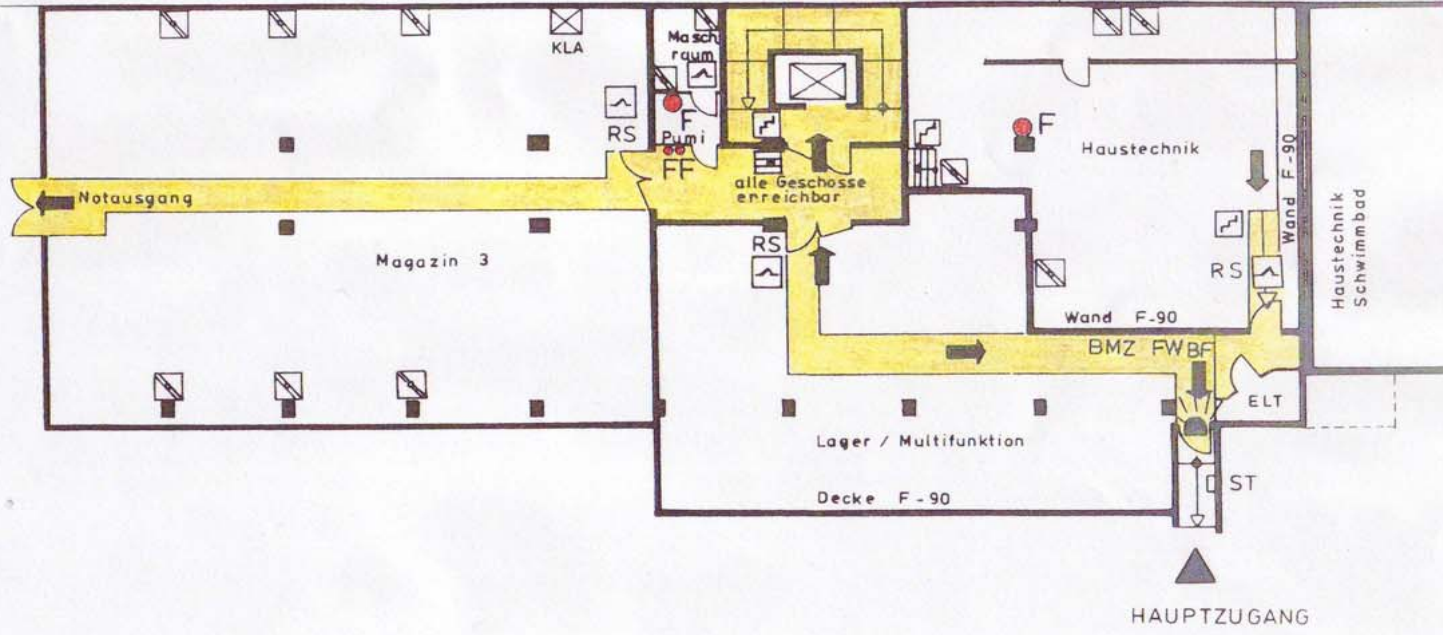 KLA
Masch
raum
RS
F
Pumi
FF
F
Haustechnik
Wand F-90
Haustechnik
Schwimmbad
Notausgang
alle Geschosse
erreichbar
Magazin 3
RS
RS
Wand F-90
BMZ FW BF
ELT
Lager / Multifunktion
Decke F-90
ST
HAUPTZUGANG